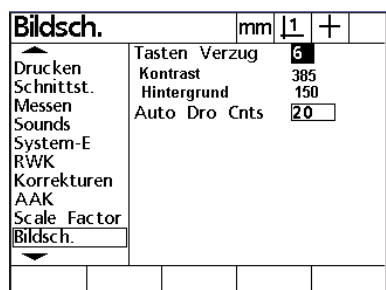 Bildsch. mm 1
Drucken
Schnittst.
Messen
Sounds
System-E
RWK
Korrekturen
AAK
Scale Factor
Bildsch.
Tasten Verzug 6
Kontrast 385
Hintergrund 150
Auto Dro Cnts 20